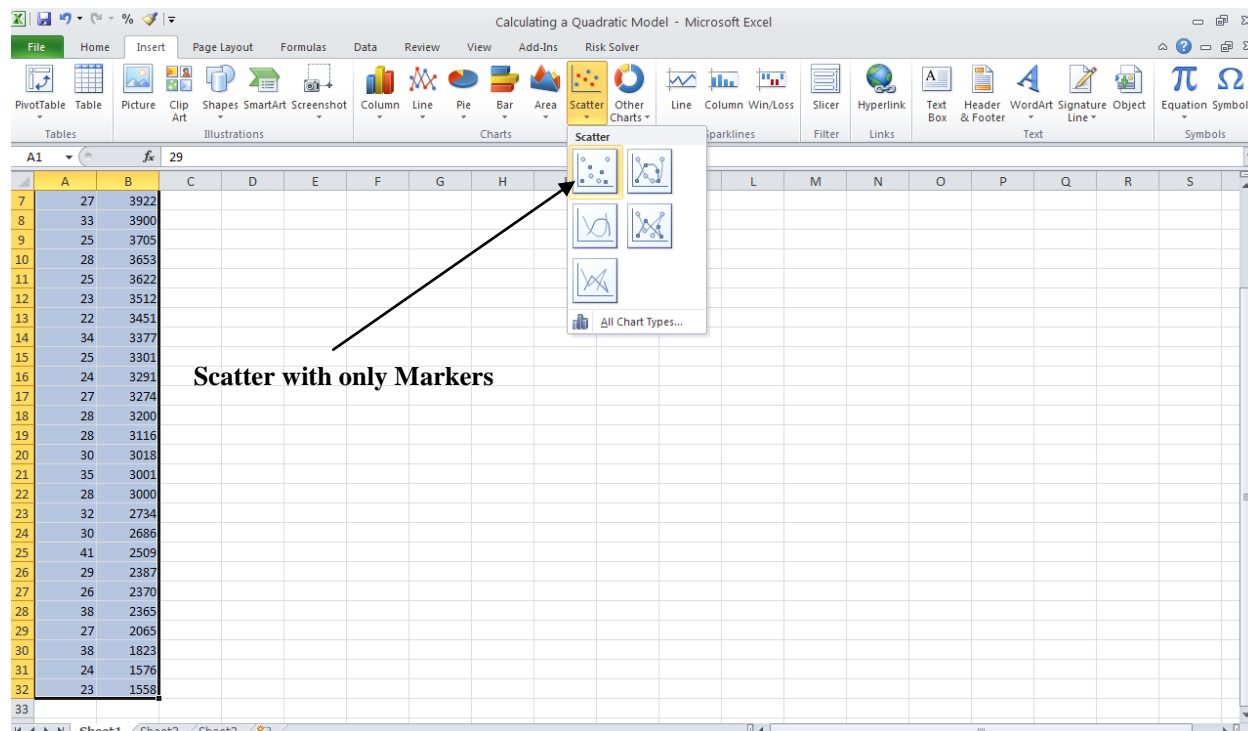 % Calculating a Quadratic Model - Microsoft Excel
File Home Insert Page Layout Formulas Data Review View Add-Ins Risk Solver
PivotTable Table Picture Clip Art Shapes SmartArt Screenshot Column Line Pie Bar Area Scatter Other Charts Line Column Win/Loss Slicer Hyperlink Text Box Header & Footer WordArt Signature Line Object Equation Symbol
Tables Illustrations Charts Sparklines Filter Links Text Symbols
A1 fx 29
Scatter
All Chart Types...
A B C D E F G H L M N O P Q R S
7 27 3922
8 33 3900
9 25 3705
10 28 3653
11 25 3622
12 23 3512
13 22 3451
14 34 3377
15 25 3301
16 24 3291
Scatter with only Markers
17 27 3274
18 28 3200
19 28 3116
20 30 3018
21 35 3001
22 28 3000
23 32 2734
24 30 2686
25 41 2509
26 29 2387
27 26 2370
28 38 2365
29 27 2065
30 38 1823
31 24 1576
32 23 1558
33
Sheet1 Sheet2 Sheet3